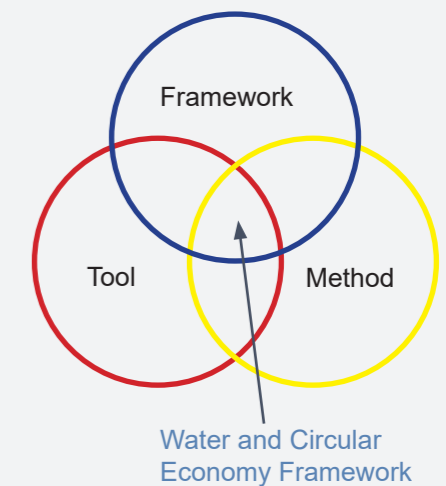 Framework
Tool
Method
Water and Circular
Economy Framework